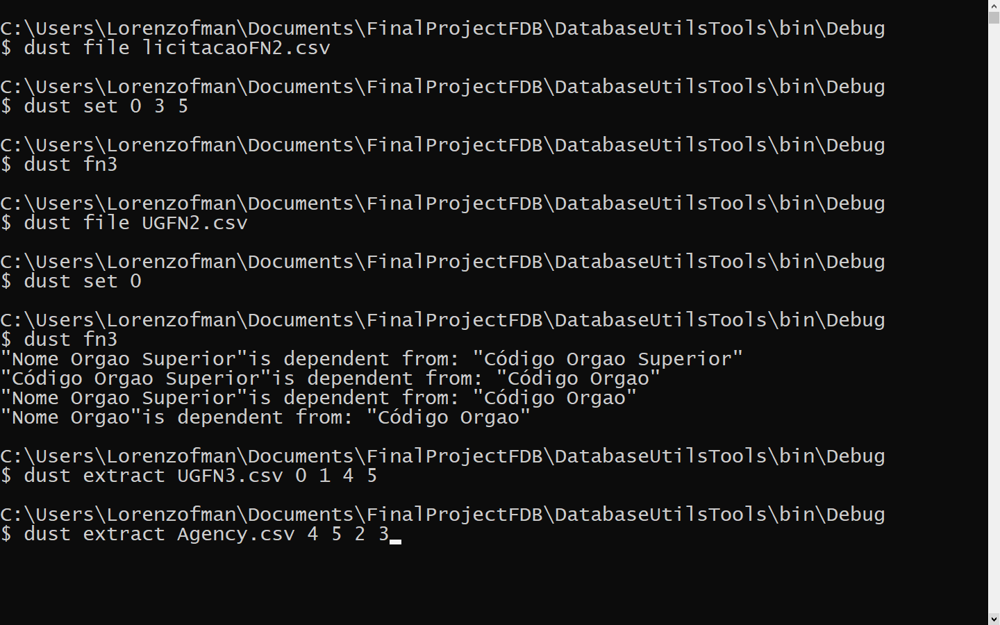 C:\Users\Lorenzofman\Documents\FinalProjectFDB\DatabaseUtilsTools\bin\Debug
$ dust file licitacaoFN2.csv
C:\Users\Lorenzofman\Documents\FinalProjectFDB\DatabaseUtilsTools\bin\Debug
$ dust set 0 3 5
C:\Users\Lorenzofman\Documents\FinalProjectFDB\DatabaseUtilsTools\bin\Debug
$ dust fn3
C:\Users\Lorenzofman\Documents\FinalProjectFDB\DatabaseUtilsTools\bin\Debug
$ dust file UGFN2.csv
C:\Users\Lorenzofman\Documents\FinalProjectFDB\DatabaseUtilsTools\bin\Debug
$ dust set 0
C:\Users\Lorenzofman\Documents\FinalProjectFDB\DatabaseUtilsTools\bin\Debug
$ dust fn3
"Nome Orgao Superior"is dependent from: "Código Orgao Superior"
"Código Orgao Superior"is dependent from: "Código Orgao"
"Nome Orgao Superior"is dependent from: "Código Orgao"
"Nome Orgao"is dependent from: "Código Orgao"
C:\Users\Lorenzofman\Documents\FinalProjectFDB\DatabaseUtilsTools\bin\Debug
$ dust extract UGFN3.csv 0 1 4 5
C:\Users\Lorenzofman\Documents\FinalProjectFDB\DatabaseUtilsTools\bin\Debug
$ dust extract Agency.csv 4 5 2 3